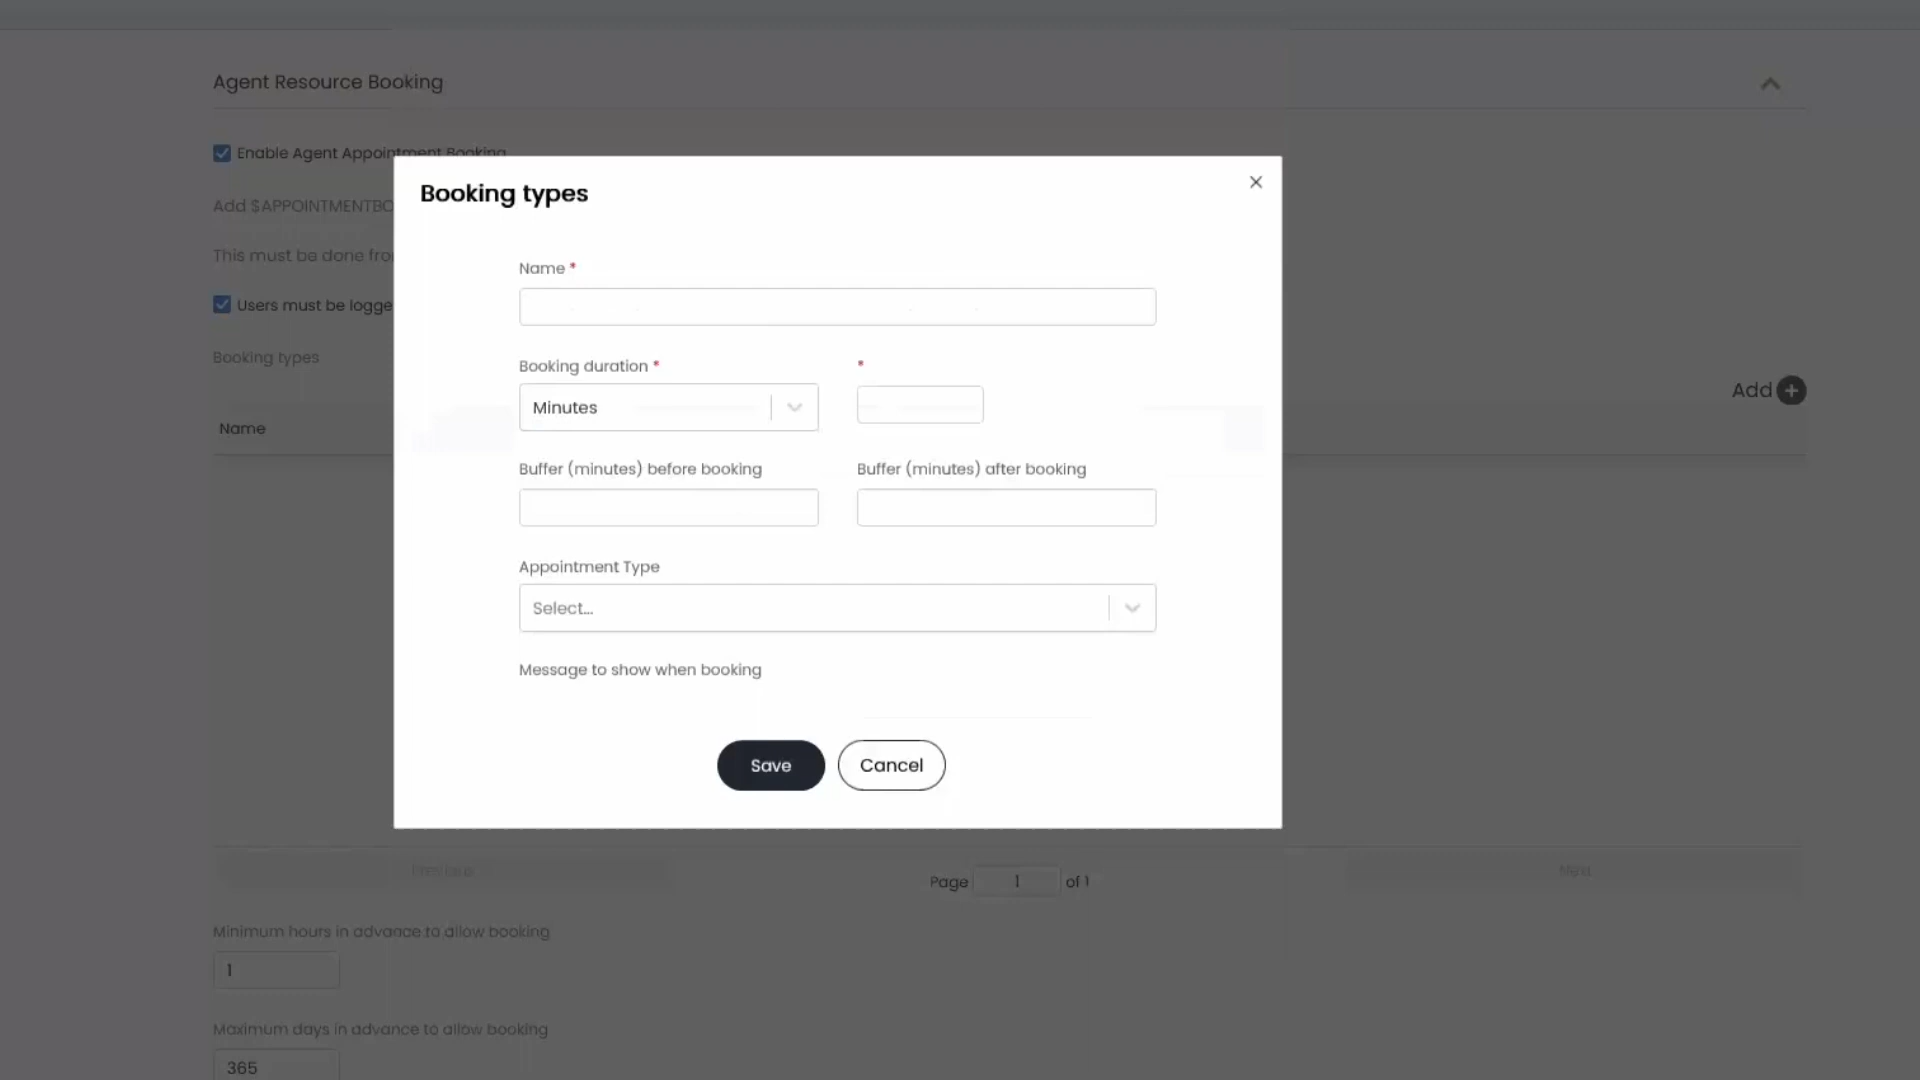 Agent Resource Booking
Enable Agent Appointment Booking
Booking types
Add $APPOINTMENTBO
Name *
This must be done fro
Users must be logge
Booking types
Booking duration * *
Minutes
Add
Name
Buffer (minutes) before booking Buffer (minutes) after booking
Appointment Type
Select...
Message to show when booking
Save Cancel
Previous Page 1 of 1 Next
Minimum hours in advance to allow booking
1
Maximum days in advance to allow booking
365